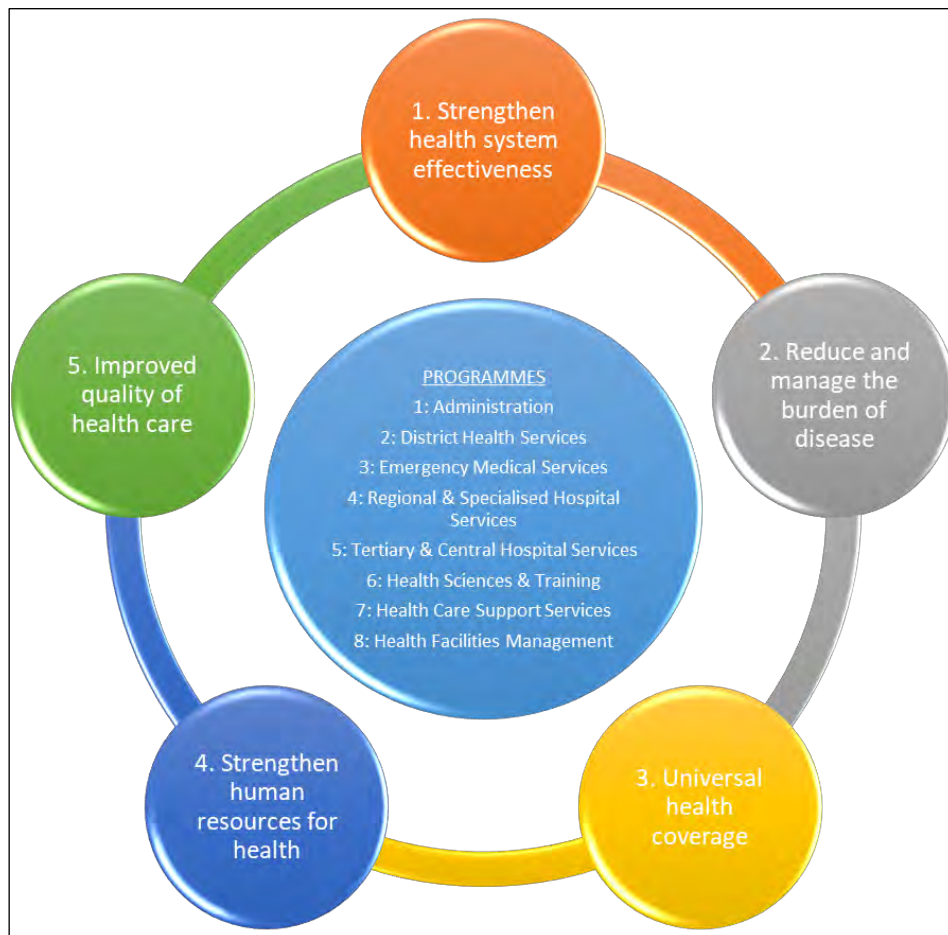 1. Strengthen
health system
effectiveness
2. Reduce and
manage the
burden of
disease
3. Universal
health
coverage
4. Strengthen
human
resources for
health
5. Improved
quality of
health care
PROGRAMMES
1: Administration
2: District Health Services
3: Emergency Medical Services
4: Regional & Specialised Hospital
Services
5: Tertiary & Central Hospital Services
6: Health Sciences & Training
7: Health Care Support Services
8: Health Facilities Management